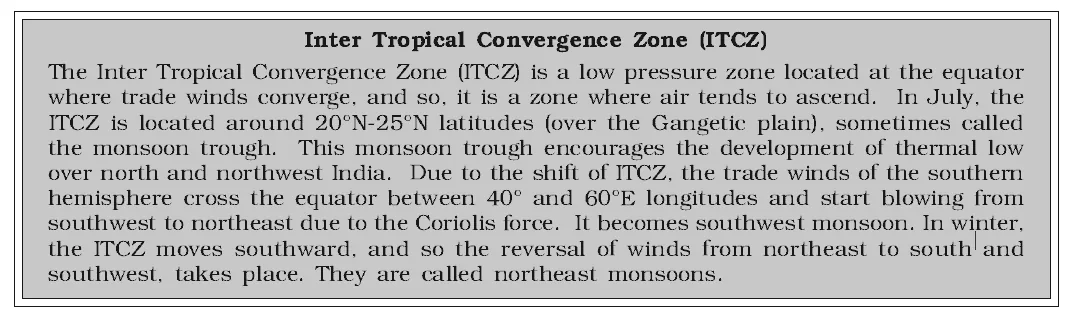 Inter Tropical Convergence Zone (ITCZ)
The Inter Tropical Convergence Zone (ITCZ) is a low pressure zone located at the equator
where trade winds converge, and so, it is a zone where air tends to ascend. In July, the
ITCZ is located around 20°N-25°N latitudes (over the Gangetic plain), sometimes called
the monsoon trough. This monsoon trough encourages the development of thermal low
over north and northwest India. Due to the shift of ITCZ, the trade winds of the southern
hemisphere cross the equator between 40° and 60°E longitudes and start blowing from
southwest to northeast due to the Coriolis force. It becomes southwest monsoon. In winter,
the ITCZ moves southward, and so the reversal of winds from northeast to south and
southwest, takes place. They are called northeast monsoons.